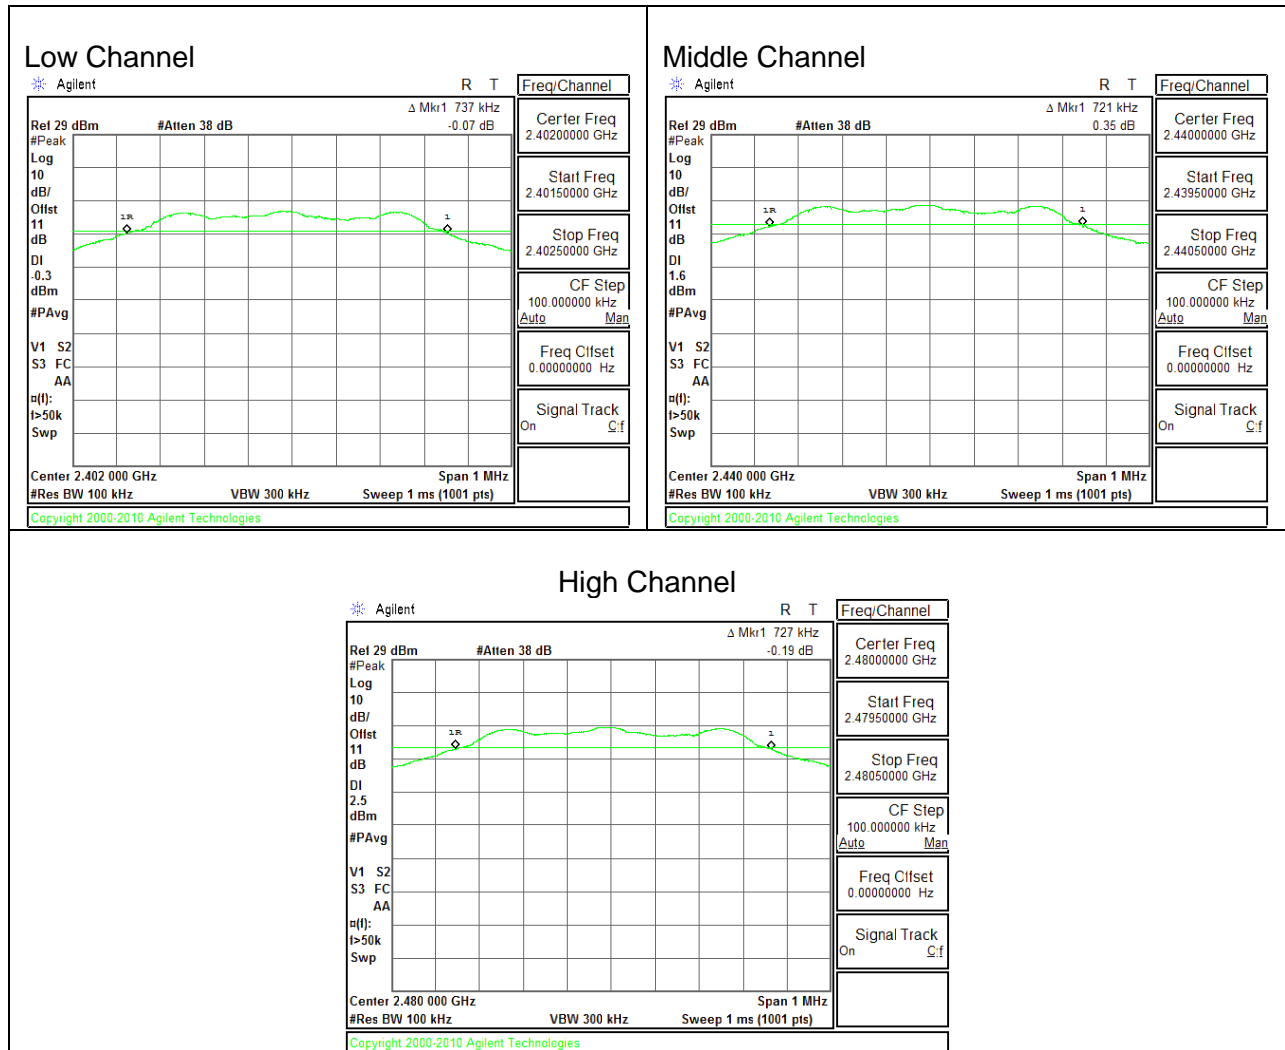 Low Channel
Agilent R T
Δ Mkr1 737 kHz
Ref 29 dBm #Atten 38 dB -0.07 dB
#Peak
Log
10
dB/
Offst
11
dB
DI
-0.3
dBm
#PAvg
V1 S2
S3 FC
AA
¤(f):
f>50k
Swp
1R
1
Center 2.402 000 GHz Span 1 MHz
#Res BW 100 kHz VBW 300 kHz Sweep 1 ms (1001 pts)
Copyright 2000-2010 Agilent Technologies
Freq/Channel
Center Freq
2.40200000 GHz
Start Freq
2.40150000 GHz
Stop Freq
2.40250000 GHz
CF Step
100.000000 kHz
Auto Man
Freq Offset
0.00000000 Hz
Signal Track
On Off
Middle Channel
Agilent R T
Δ Mkr1 721 kHz
Ref 29 dBm #Atten 38 dB 0.35 dB
#Peak
Log
10
dB/
Offst
11
dB
DI
1.6
dBm
#PAvg
V1 S2
S3 FC
AA
¤(f):
f>50k
Swp
1R
1
Center 2.440 000 GHz Span 1 MHz
#Res BW 100 kHz VBW 300 kHz Sweep 1 ms (1001 pts)
Copyright 2000-2010 Agilent Technologies
Freq/Channel
Center Freq
2.44000000 GHz
Start Freq
2.43950000 GHz
Stop Freq
2.44050000 GHz
CF Step
100.000000 kHz
Auto Man
Freq Offset
0.00000000 Hz
Signal Track
On Off
High Channel
Agilent R T
Δ Mkr1 727 kHz
Ref 29 dBm #Atten 38 dB -0.19 dB
#Peak
Log
10
dB/
Offst
11
dB
DI
2.5
dBm
#PAvg
V1 S2
S3 FC
AA
¤(f):
f>50k
Swp
1R
1
Center 2.480 000 GHz Span 1 MHz
#Res BW 100 kHz VBW 300 kHz Sweep 1 ms (1001 pts)
Copyright 2000-2010 Agilent Technologies
Freq/Channel
Center Freq
2.48000000 GHz
Start Freq
2.47950000 GHz
Stop Freq
2.48050000 GHz
CF Step
100.000000 kHz
Auto Man
Freq Offset
0.00000000 Hz
Signal Track
On Off